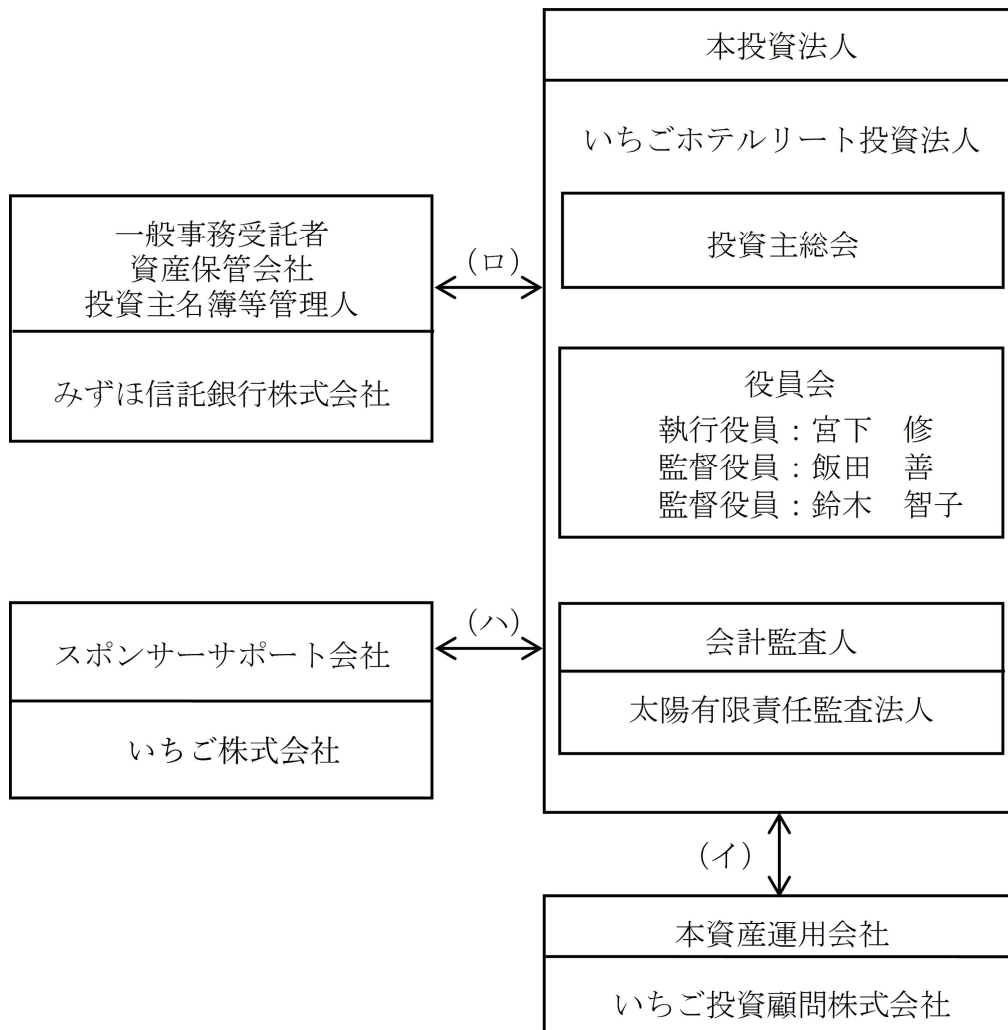 本投資法人
いちごホテルリート投資法人
投資主総会
一般事務受託者
資産保管会社
投資主名簿等管理人
みずほ信託銀行株式会社
(ロ)
役員会
執行役員:宮下 修
監督役員:飯田 善
監督役員:鈴木 智子
スポンサーサポート会社
いちご株式会社
(ハ)
会計監査人
太陽有限責任監査法人
(イ)
本資産運用会社
いちご投資顧問株式会社